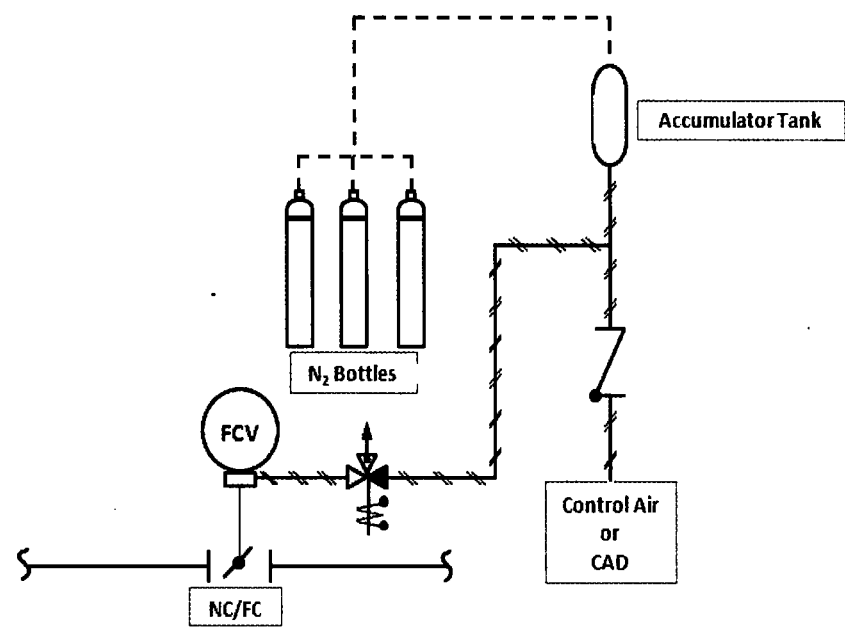 Accumulator Tank
N₂ Bottles
FCV
Control Air
or
CAD
NC/FC